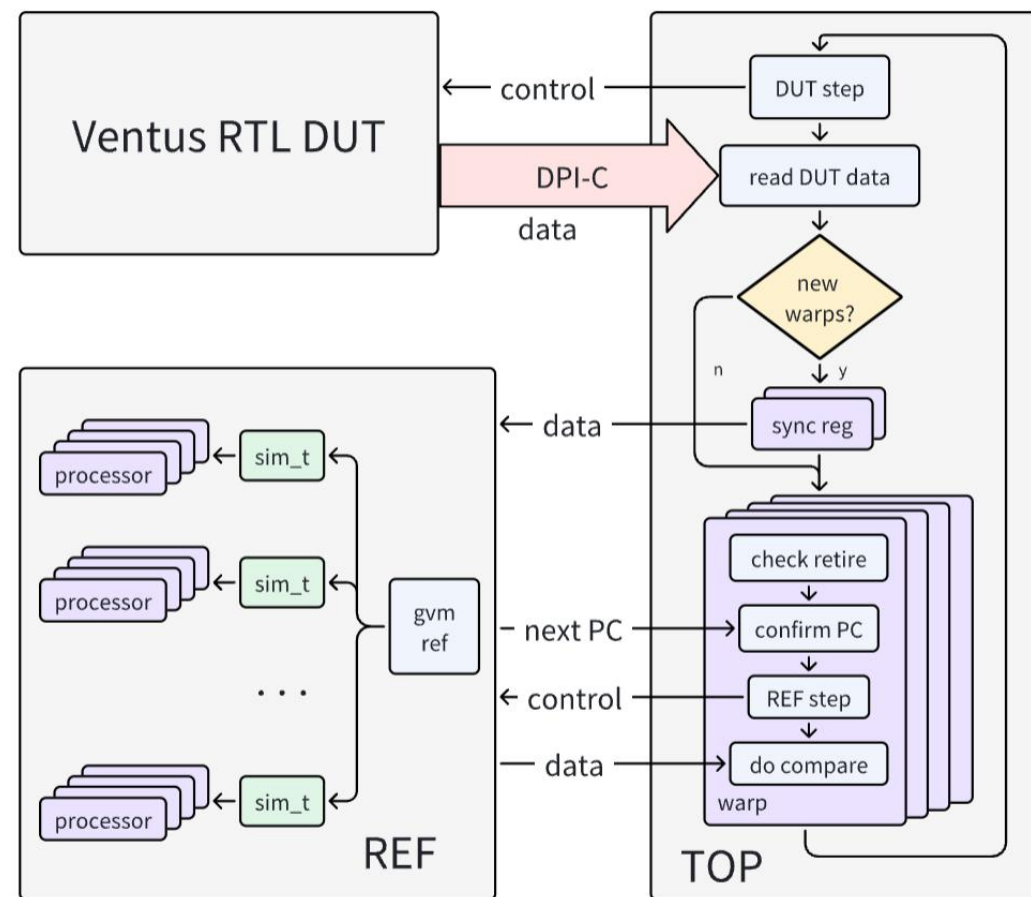 Ventus RTL DUT
control
DPI-C
data
DUT step
read DUT data
new
warps?
n
y
sync reg
data
check retire
next PC
confirm PC
control
REF step
data
do compare
warp
TOP
processor
sim_t
processor
sim_t
gvm
ref
. . .
processor
sim_t
REF